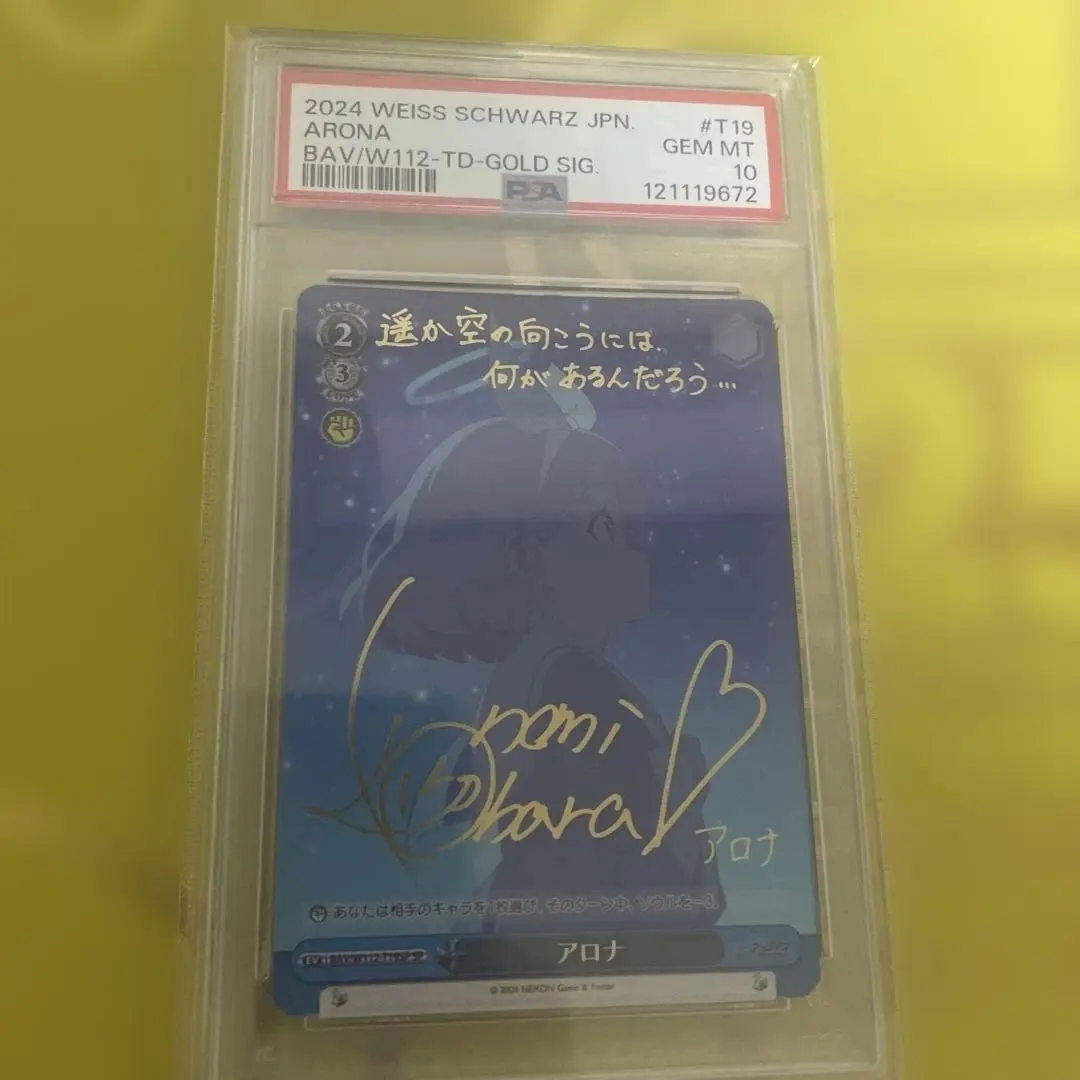 2024 WEISS SCHWARZ JPN. #T19
ARONA GEM MT
BAV/W112-TD-GOLD SIG. 10
PSA 121119672
2
3
遥か空の向こうには、
何があるんだろう…
Konomi
Kohara
アロナ
あなたは相手のキャラを1枚選び、そのターン中、ソウルを−3。
アロナ
© 2024 NEXON Game & Yostar